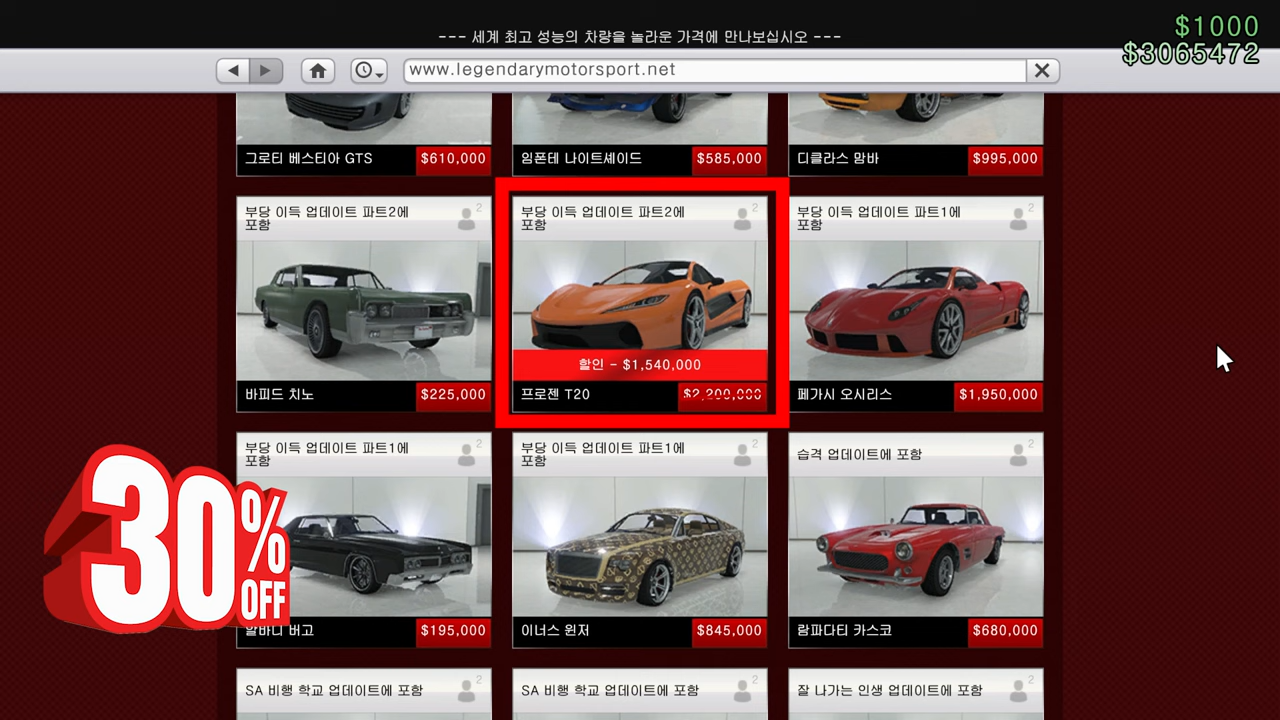 --- 세계 최고 성능의 차량을 놀라운 가격에 만나보십시오 ---
$1000
$3065472
www.legendarymotorsport.net
그로티 베스티아 GTS $610,000
임폰테 나이트셰이드 $585,000
디클라스 맘바 $995,000
부당 이득 업데이트 파트2에
포함
2
바피드 치노 $225,000
부당 이득 업데이트 파트2에
포함
2
할인 - $1,540,000
프로젠 T20 $2,200,000
부당 이득 업데이트 파트1에
포함
2
페가시 오시리스 $1,950,000
부당 이득 업데이트 파트1에
포함
2
30%
OFF
알바니 버고 $195,000
부당 이득 업데이트 파트1에
포함
2
이너스 윈저 $845,000
습격 업데이트에 포함
2
람파다티 카스코 $680,000
SA 비행 학교 업데이트에 포함
2
SA 비행 학교 업데이트에 포함
2
잘 나가는 인생 업데이트에 포함
2